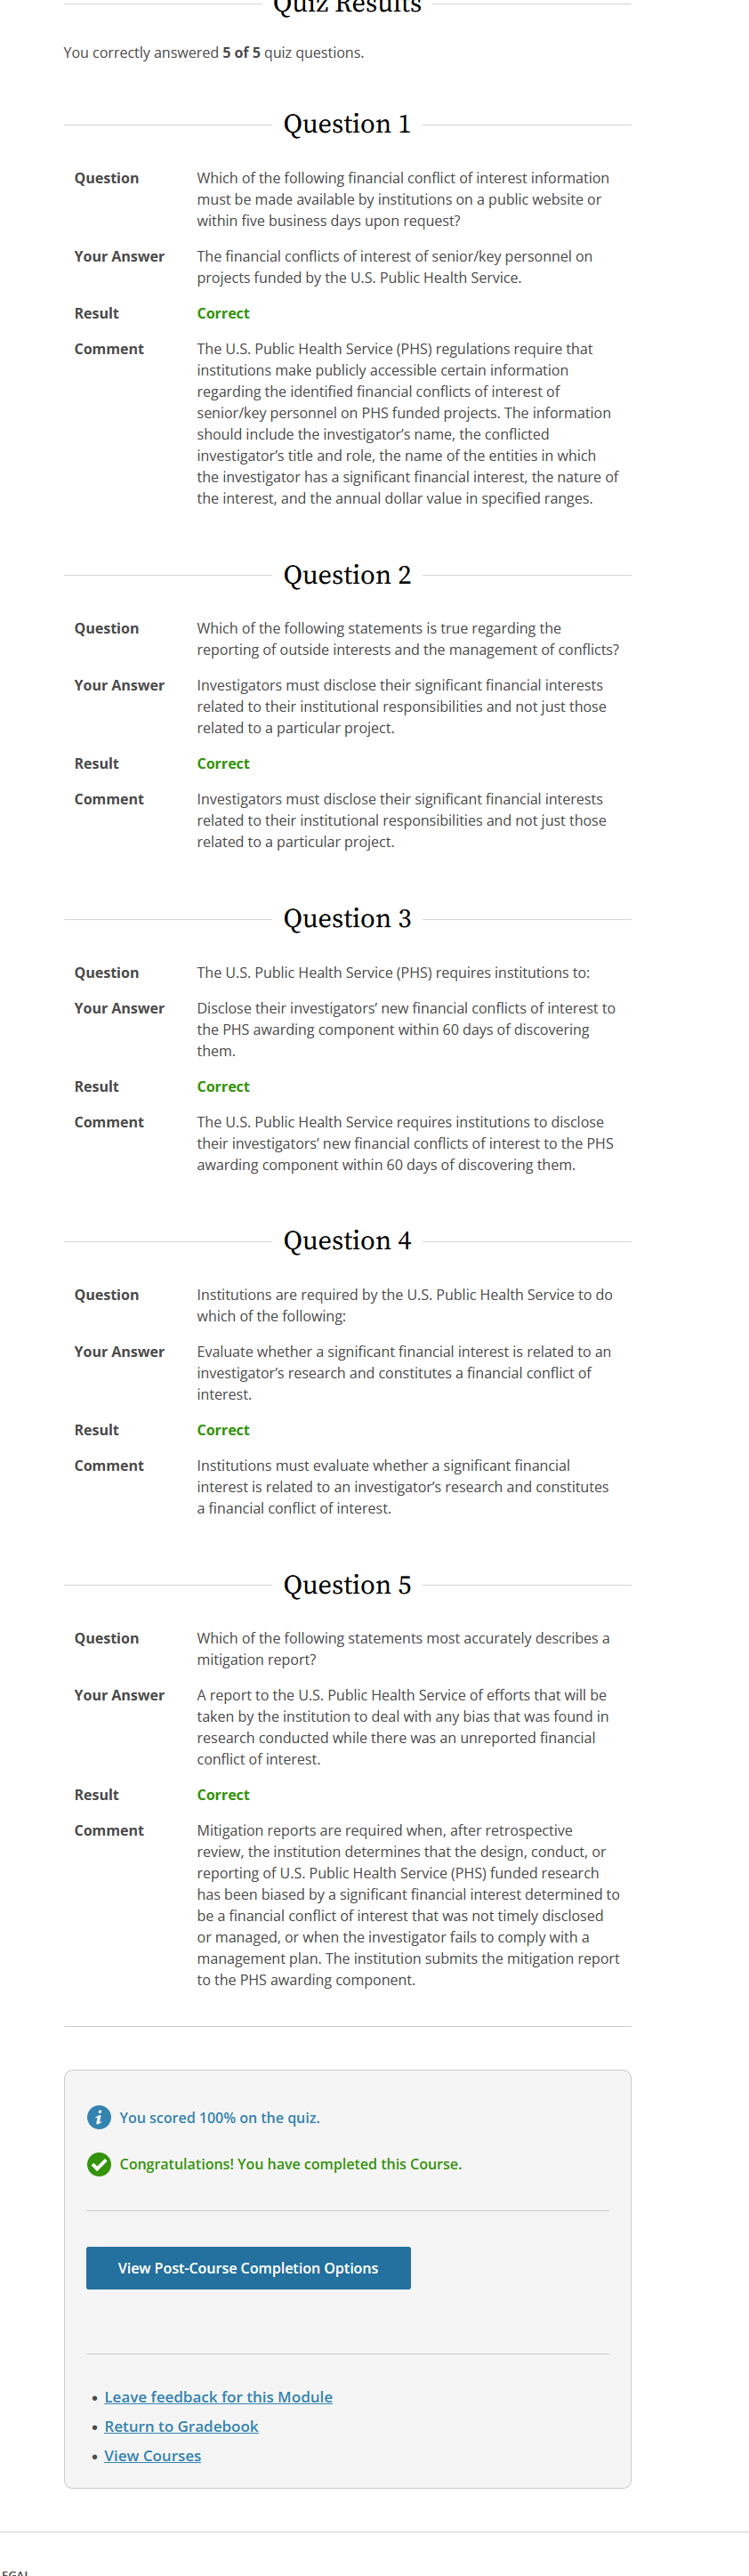 Quiz Results
You correctly answered 5 of 5 quiz questions.
Question 1
Question
Which of the following financial conflict of interest information
must be made available by institutions on a public website or
within five business days upon request?
Your Answer
The financial conflicts of interest of senior/key personnel on
projects funded by the U.S. Public Health Service.
Result
Correct
Comment
The U.S. Public Health Service (PHS) regulations require that
institutions make publicly accessible certain information
regarding the identified financial conflicts of interest of
senior/key personnel on PHS funded projects. The information
should include the investigator’s name, the conflicted
investigator’s title and role, the name of the entities in which
the investigator has a significant financial interest, the nature of
the interest, and the annual dollar value in specified ranges.
Question 2
Question
Which of the following statements is true regarding the
reporting of outside interests and the management of conflicts?
Your Answer
Investigators must disclose their significant financial interests
related to their institutional responsibilities and not just those
related to a particular project.
Result
Correct
Comment
Investigators must disclose their significant financial interests
related to their institutional responsibilities and not just those
related to a particular project.
Question 3
Question
The U.S. Public Health Service (PHS) requires institutions to:
Your Answer
Disclose their investigators’ new financial conflicts of interest to
the PHS awarding component within 60 days of discovering
them.
Result
Correct
Comment
The U.S. Public Health Service requires institutions to disclose
their investigators’ new financial conflicts of interest to the PHS
awarding component within 60 days of discovering them.
Question 4
Question
Institutions are required by the U.S. Public Health Service to do
which of the following:
Your Answer
Evaluate whether a significant financial interest is related to an
investigator’s research and constitutes a financial conflict of
interest.
Result
Correct
Comment
Institutions must evaluate whether a significant financial
interest is related to an investigator’s research and constitutes
a financial conflict of interest.
Question 5
Question
Which of the following statements most accurately describes a
mitigation report?
Your Answer
A report to the U.S. Public Health Service of efforts that will be
taken by the institution to deal with any bias that was found in
research conducted while there was an unreported financial
conflict of interest.
Result
Correct
Comment
Mitigation reports are required when, after retrospective
review, the institution determines that the design, conduct, or
reporting of U.S. Public Health Service (PHS) funded research
has been biased by a significant financial interest determined to
be a financial conflict of interest that was not timely disclosed
or managed, or when the investigator fails to comply with a
management plan. The institution submits the mitigation report
to the PHS awarding component.
You scored 100% on the quiz.
Congratulations! You have completed this Course.
View Post-Course Completion Options
Leave feedback for this Module
Return to Gradebook
View Courses